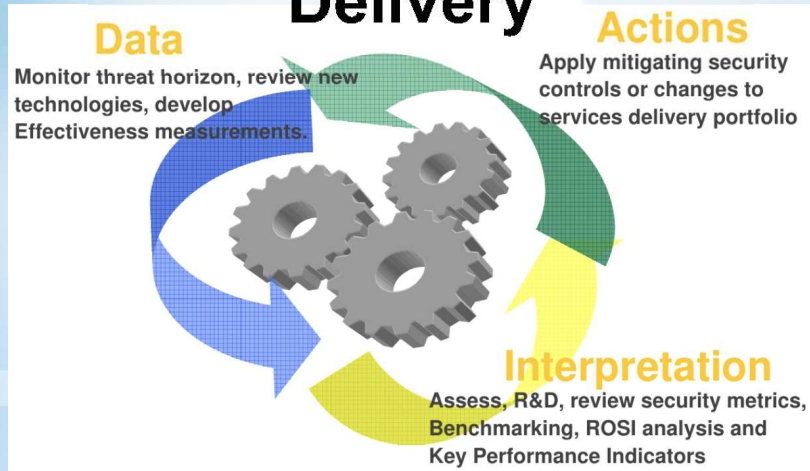 Delivery
Data
Monitor threat horizon, review new
technologies, develop
Effectiveness measurements.
Actions
Apply mitigating security
controls or changes to
services delivery portfolio
Interpretation
Assess, R&D, review security metrics,
Benchmarking, ROSI analysis and
Key Performance Indicators